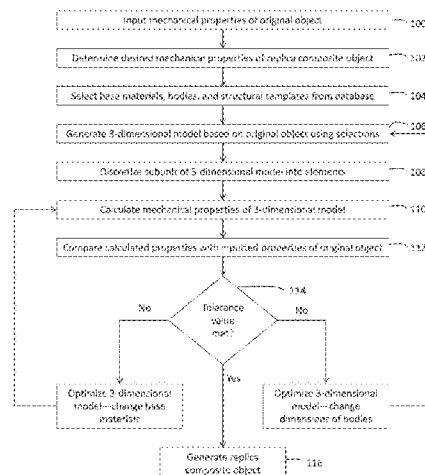 Input mechanical properties of original object
100
Determine desired mechanical properties of replica composite object
102
Select base materials, bodies, and structural templates from database
104
106
Generate 3-dimensional model based on original object using selections
Discretize subunit of 3-dimensional model into elements
108
Calculate mechanical properties of 3-dimensional model
110
Compare calculated properties with inputted properties of original object
112
114
No
Tolerance
value
met?
No
Yes
Optimize 3-dimensional
model—change base
materials
Optimize 3-dimensional
model—change
dimensions of bodies
Generate replica
composite object
116